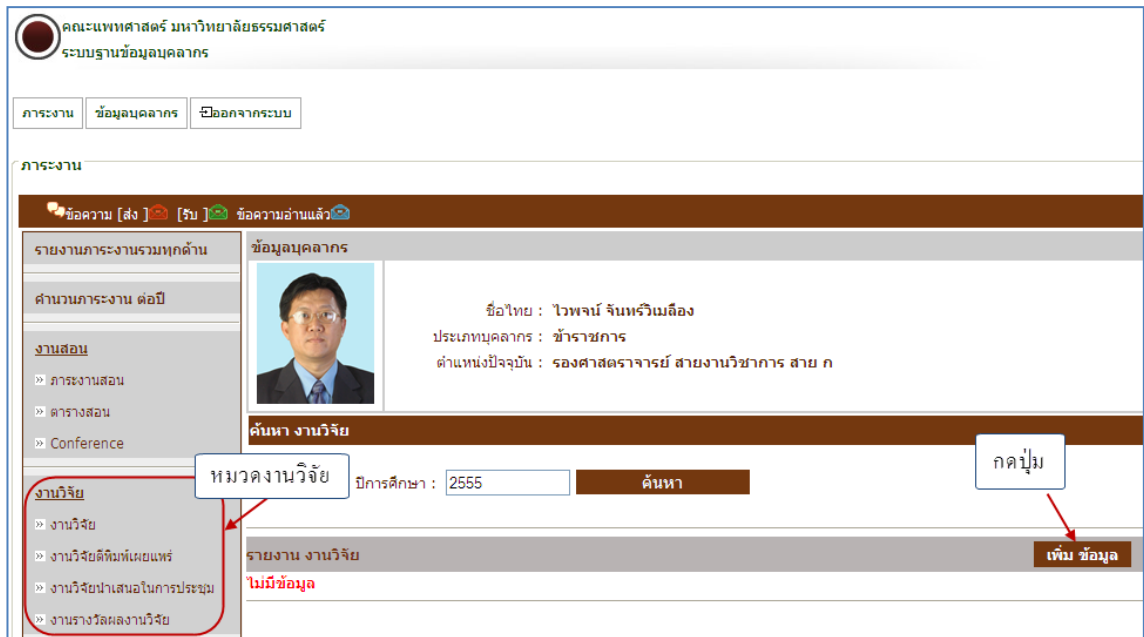 คณะแพทศาสตร์ มหาวิทยาลัยธรรมศาสตร์
ระบบฐานข้อมูลบุคลากร
ภาระงาน ข้อมูลบุคลากร ออกจากระบบ
ภาระงาน
ข้อความ [ส่ง ] [รับ ] ข้อความอ่านแล้ว
รายงานภาระงานรวมทุกด้าน
คำนวนภาระงาน ต่อปี
งานสอน
ภาระงานสอน
ตารางสอน
Conference
งานวิจัย
งานวิจัย
งานวิจัยตีพิมพ์เผยแพร่
งานวิจัยนำเสนอในการประชุม
งานรางวัลผลงานวิจัย
หมวดงานวิจัย
ข้อมูลบุคลากร
ชื่อไทย : ไวพจน์ จันทร์วิเมลือง
ประเภทบุคลากร : ข้าราชการ
ตำแหน่งปัจจุบัน : รองศาสตราจารย์ สายงานวิชาการ สาย ก
ค้นหา งานวิจัย
ปีการศึกษา : 2555 ค้นหา
กดปุ่ม
รายงาน งานวิจัย เพิ่ม ข้อมูล
ไม่มีข้อมูล